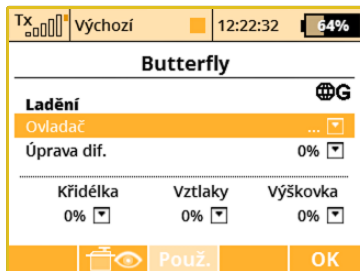 Tx Výchozí 12:22:32 64%
Butterfly
G
Ladění
Ovladač ...
Úprava dif. 0%
Křidélka Vztlaky Výškovka
0% 0% 0%
Použ. OK